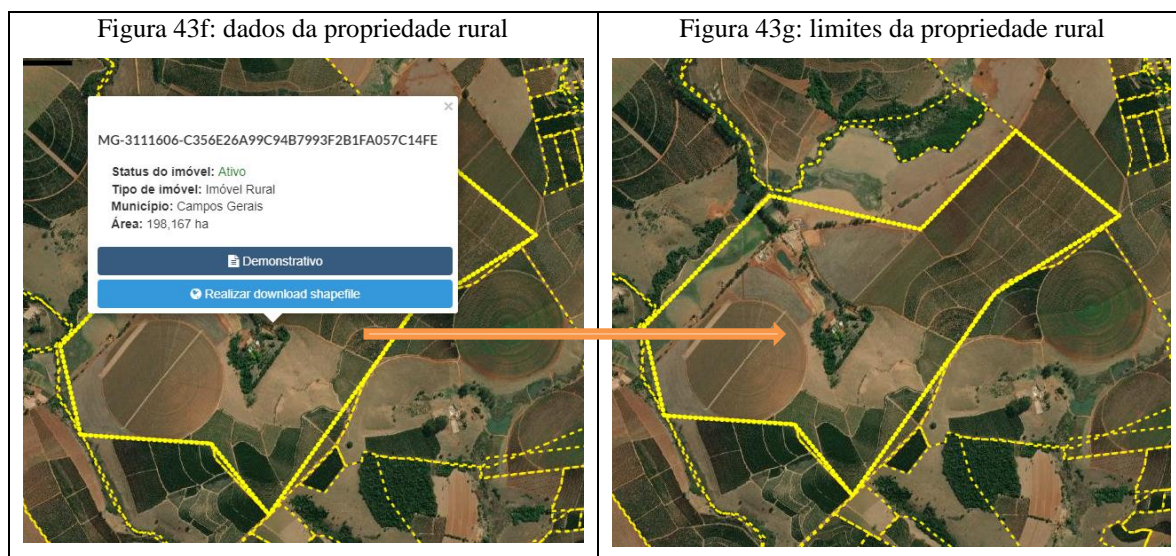 Figura 43f: dados da propriedade rural
Figura 43g: limites da propriedade rural
×
MG-3111606-C356E26A99C94B7993F2B1FA057C14FE
Status do imóvel: Ativo
Tipo de imóvel: Imóvel Rural
Município: Campos Gerais
Área: 198,167 ha
Demonstrativo
Realizar download shapefile